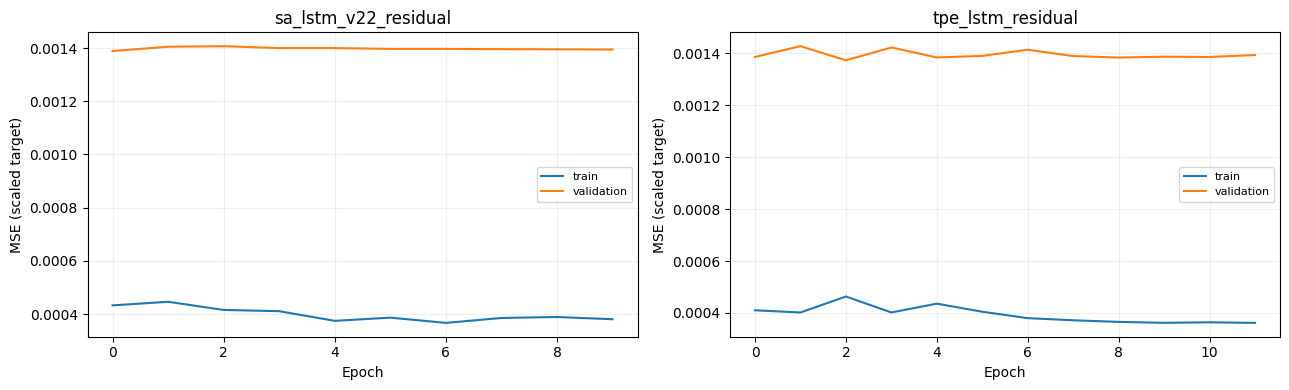 sa_lstm_v22_residual
MSE (scaled target)
0.0014
0.0012
0.0010
0.0008
0.0006
0.0004
train
validation
0 2 4 6 8
Epoch
tpe_lstm_residual
MSE (scaled target)
0.0014
0.0012
0.0010
0.0008
0.0006
0.0004
train
validation
0 2 4 6 8 10
Epoch